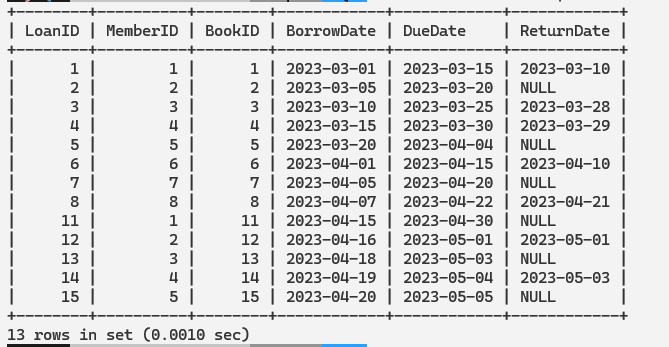 | LoanID | MemberID | BookID | BorrowDate | DueDate | ReturnDate |
| 1 | 1 | 1 | 2023-03-01 | 2023-03-15 | 2023-03-10 |
| 2 | 2 | 2 | 2023-03-05 | 2023-03-20 | NULL |
| 3 | 3 | 3 | 2023-03-10 | 2023-03-25 | 2023-03-28 |
| 4 | 4 | 4 | 2023-03-15 | 2023-03-30 | 2023-03-29 |
| 5 | 5 | 5 | 2023-03-20 | 2023-04-04 | NULL |
| 6 | 6 | 6 | 2023-04-01 | 2023-04-15 | 2023-04-10 |
| 7 | 7 | 7 | 2023-04-05 | 2023-04-20 | NULL |
| 8 | 8 | 8 | 2023-04-07 | 2023-04-22 | 2023-04-21 |
| 11 | 1 | 11 | 2023-04-15 | 2023-04-30 | NULL |
| 12 | 2 | 12 | 2023-04-16 | 2023-05-01 | 2023-05-01 |
| 13 | 3 | 13 | 2023-04-18 | 2023-05-03 | NULL |
| 14 | 4 | 14 | 2023-04-19 | 2023-05-04 | 2023-05-03 |
| 15 | 5 | 15 | 2023-04-20 | 2023-05-05 | NULL |
13 rows in set (0.0010 sec)